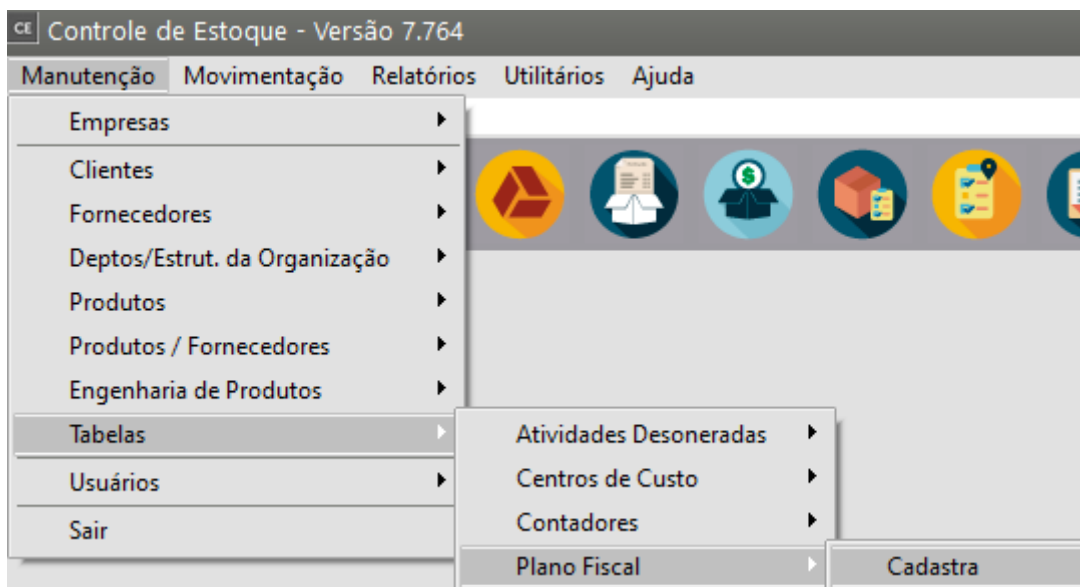 CE Controle de Estoque - Versão 7.764
Manutenção Movimentação Relatórios Utilitários Ajuda
Empresas
Clientes
Fornecedores
Deptos/Estrut. da Organização
Produtos
Produtos / Fornecedores
Engenharia de Produtos
Tabelas
Usuários
Sair
Atividades Desoneradas
Centros de Custo
Contadores
Plano Fiscal
Cadastra